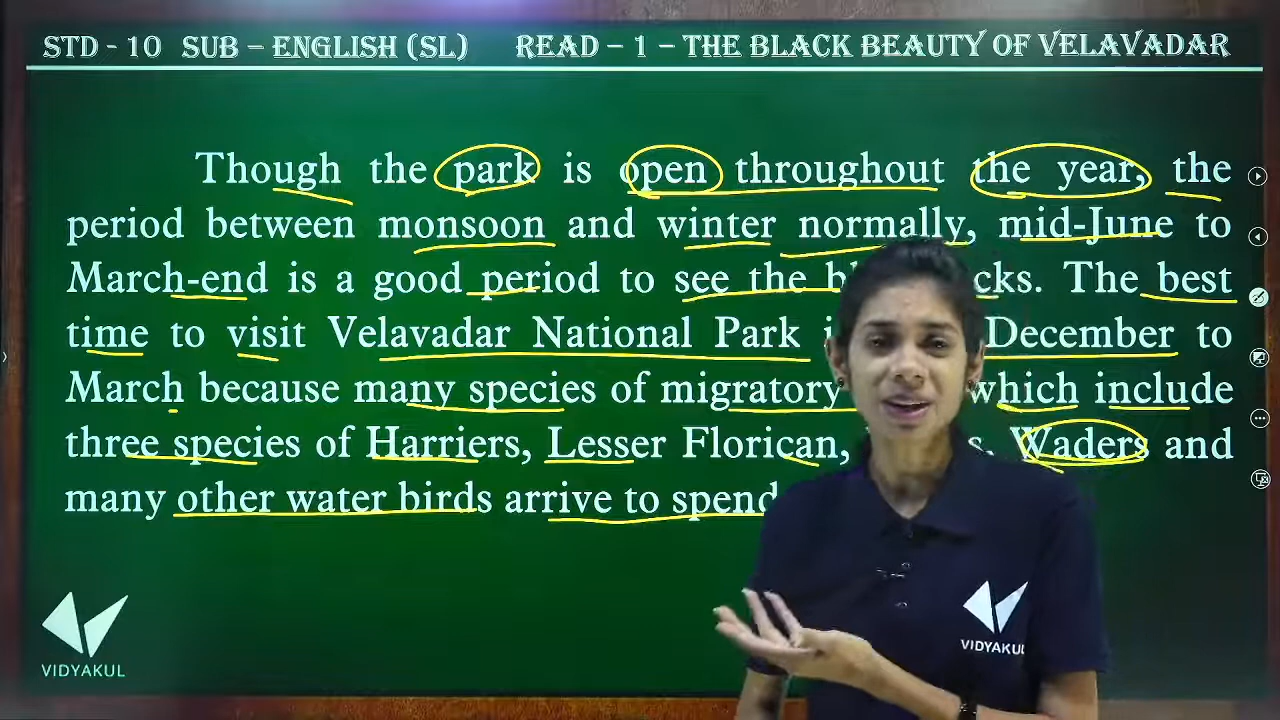 STD - 10 SUB – ENGLISH (SL) READ – 1 – THE BLACK BEAUTY OF VELAVADAR
Though the park is open throughout the year, the
period between monsoon and winter normally, mid-June to
March-end is a good period to see the bl cks. The best
time to visit Velavadar National Park December to
March because many species of migratory which include
three species of Harriers, Lesser Florican, Waders and
many other water birds arrive to spend
VIDYAKUL
VIDYAKUL